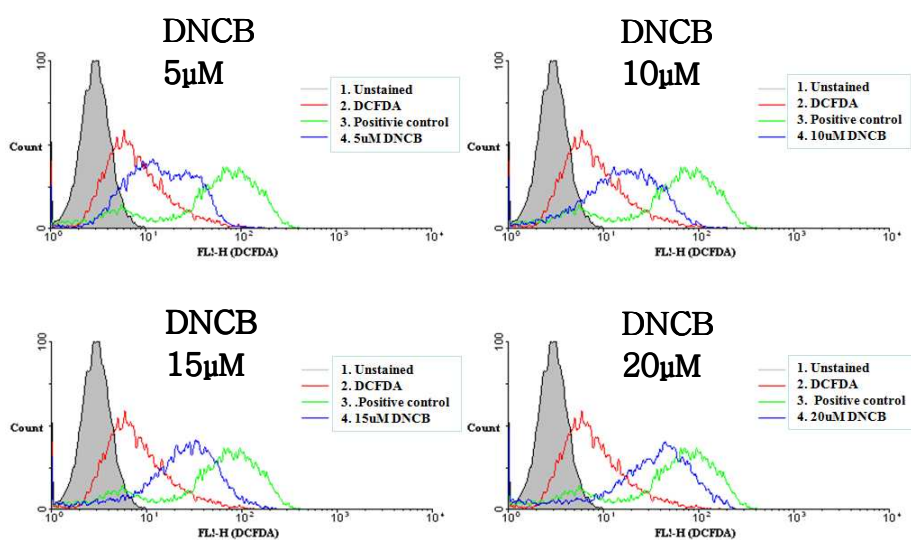 DNCB
5μM
100
Count
0
10⁰ 10¹ 10² 10³ 10⁴
FL!-H (DCFDA)
1. Unstained
2. DCFDA
3. Positivie control
4. 5uM DNCB
DNCB
10μM
100
Count
0
10⁰ 10¹ 10² 10³ 10⁴
FL!-H (DCFDA)
1. Unstained
2. DCFDA
3. Positive control
4. 10uM DNCB
DNCB
15μM
100
Count
0
10⁰ 10¹ 10² 10³ 10⁴
FL!-H (DCFDA)
1. Unstained
2. DCFDA
3. .Positive control
4. 15uM DNCB
DNCB
20μM
100
Count
0
10⁰ 10¹ 10² 10³ 10⁴
FL!-H (DCFDA)
1. Unstained
2. DCFDA
3. Positive control
4. 20uM DNCB